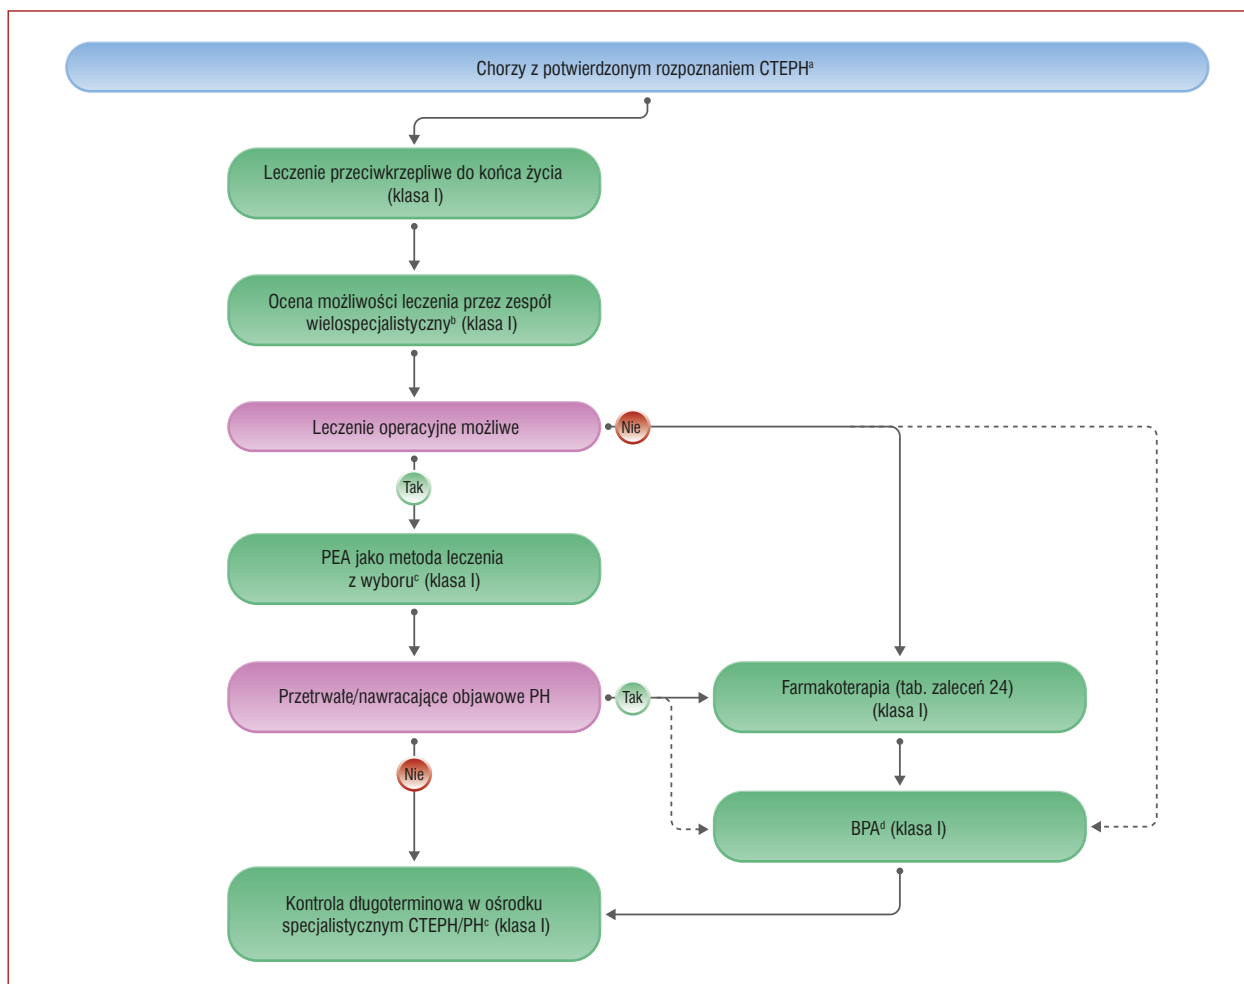 Chorzy z potwierdzonym rozpoznaniem CTEPHᵃ
Leczenie przeciwkrzepliwe do końca życia
(klasa I)
Ocena możliwości leczenia przez zespół
wielospecjalistycznyᵇ (klasa I)
Leczenie operacyjne możliwe
Nie
Tak
PEA jako metoda leczenia
z wyboruᶜ (klasa I)
Przetrwałe/nawracające objawowe PH
Tak
Farmakoterapia (tab. zaleceń 24)
(klasa I)
Nie
BPAᵈ (klasa I)
Kontrola długoterminowa w ośrodku
specjalistycznym CTEPH/PHᶜ (klasa I)